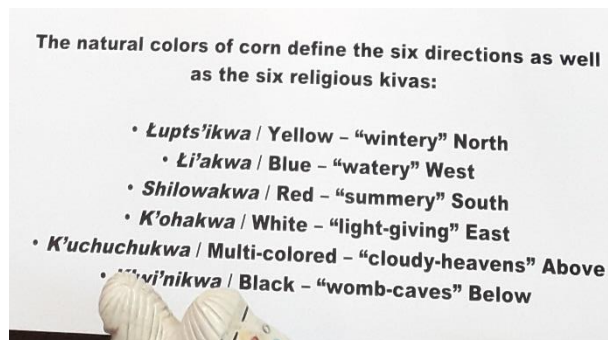 The natural colors of corn define the six directions as well
as the six religious kivas:
• Łupts'ikwa / Yellow – “wintery” North
• Łi’akwa / Blue – “watery” West
• Shilowakwa / Red – “summery” South
• K’ohakwa / White – “light-giving” East
• K’uchuchukwa / Multi-colored – “cloudy-heavens” Above
• / Black – “womb-caves” Below